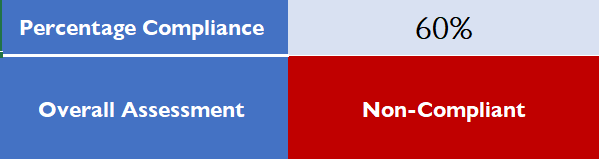 Percentage Compliance 60%
Overall Assessment Non-Compliant